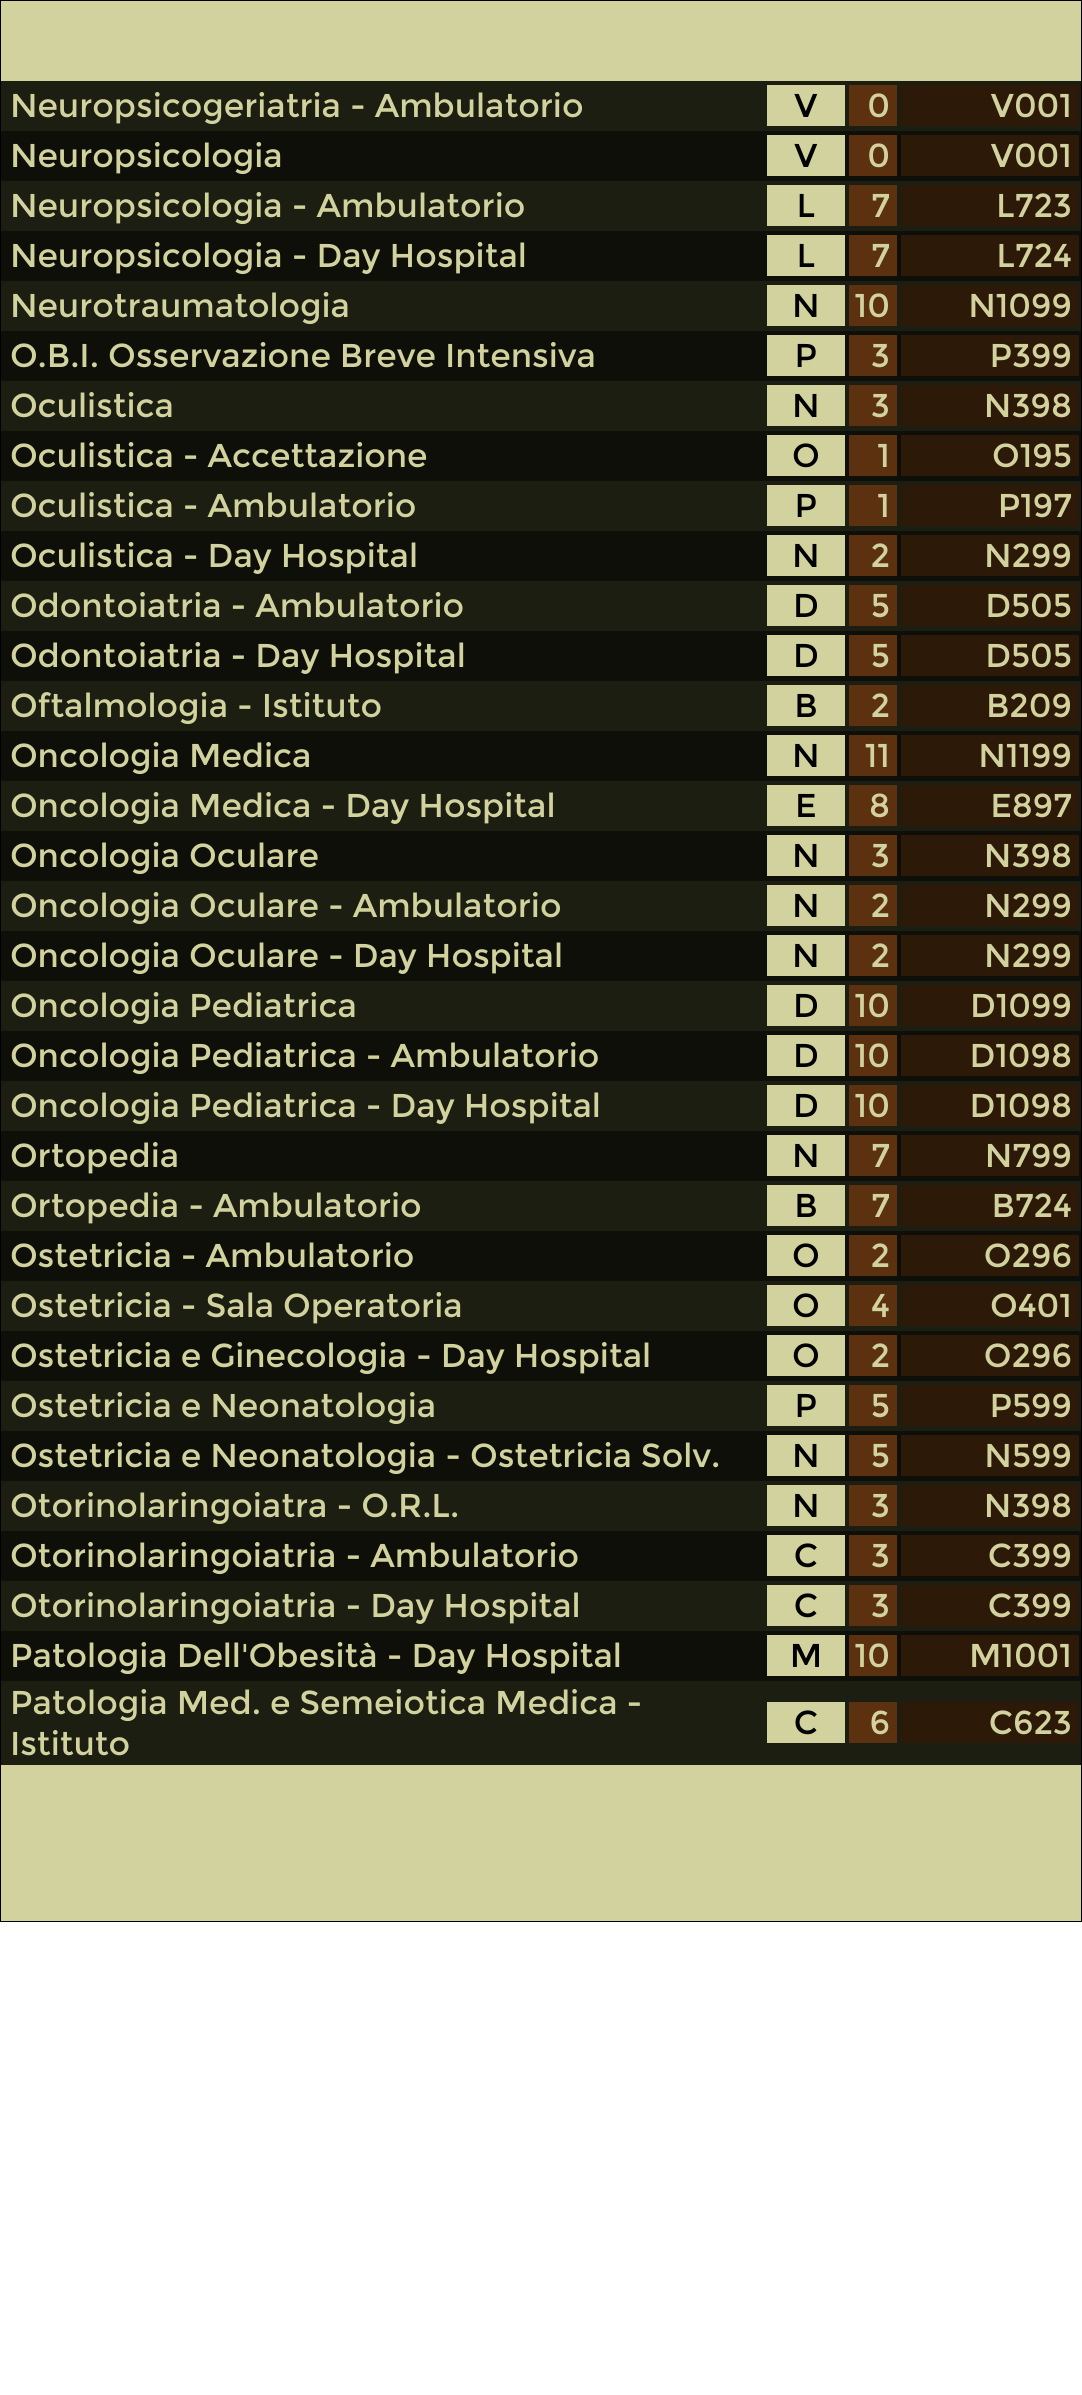 Neuropsicogeriatria - Ambulatorio V 0 V001
Neuropsicologia V 0 V001
Neuropsicologia - Ambulatorio L 7 L723
Neuropsicologia - Day Hospital L 7 L724
Neurotraumatologia N 10 N1099
O.B.I. Osservazione Breve Intensiva P 3 P399
Oculistica N 3 N398
Oculistica - Accettazione O 1 O195
Oculistica - Ambulatorio P 1 P197
Oculistica - Day Hospital N 2 N299
Odontoiatria - Ambulatorio D 5 D505
Odontoiatria - Day Hospital D 5 D505
Oftalmologia - Istituto B 2 B209
Oncologia Medica N 11 N1199
Oncologia Medica - Day Hospital E 8 E897
Oncologia Oculare N 3 N398
Oncologia Oculare - Ambulatorio N 2 N299
Oncologia Oculare - Day Hospital N 2 N299
Oncologia Pediatrica D 10 D1099
Oncologia Pediatrica - Ambulatorio D 10 D1098
Oncologia Pediatrica - Day Hospital D 10 D1098
Ortopedia N 7 N799
Ortopedia - Ambulatorio B 7 B724
Ostetricia - Ambulatorio O 2 O296
Ostetricia - Sala Operatoria O 4 O401
Ostetricia e Ginecologia - Day Hospital O 2 O296
Ostetricia e Neonatologia P 5 P599
Ostetricia e Neonatologia - Ostetricia Solv. N 5 N599
Otorinolaringoiatra - O.R.L. N 3 N398
Otorinolaringoiatria - Ambulatorio C 3 C399
Otorinolaringoiatria - Day Hospital C 3 C399
Patologia Dell'Obesità - Day Hospital M 10 M1001
Patologia Med. e Semeiotica Medica -
Istituto C 6 C623